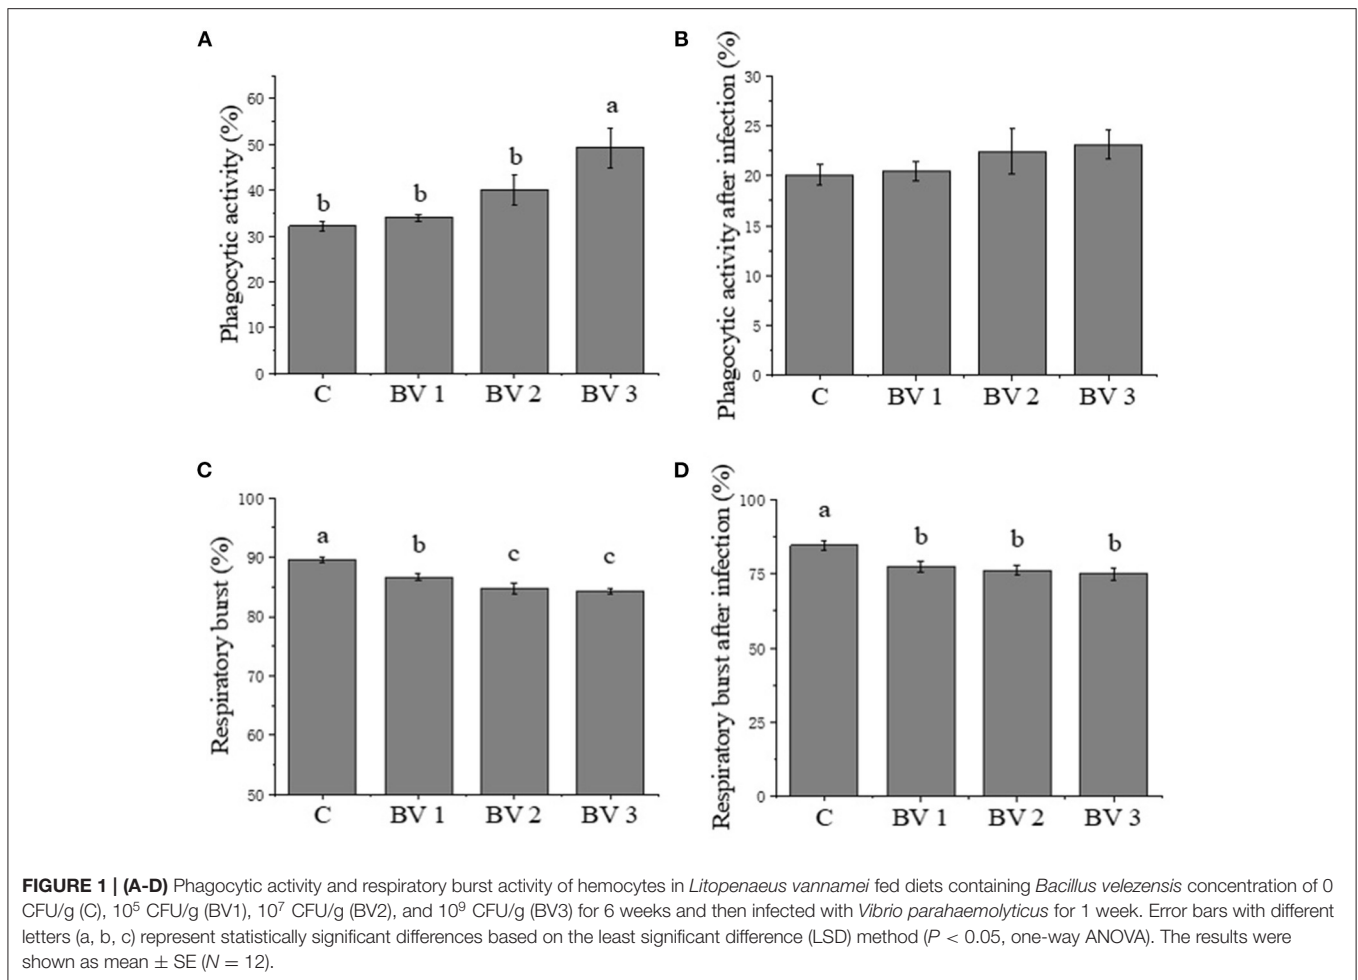 A
Phagocytic activity (%)
60
50
40
30
20
10
0
b
b
b
a
C BV 1 BV 2 BV 3
B
Phagocytic activity after infection (%)
30
25
20
15
10
5
0
C BV 1 BV 2 BV 3
C
Respiratory burst (%)
100
90
80
70
60
50
a
b
c
c
C BV 1 BV 2 BV 3
D
Respiratory burst after infection (%)
100
75
50
25
0
a
b
b
b
C BV 1 BV 2 BV 3
FIGURE 1 | (A-D) Phagocytic activity and respiratory burst activity of hemocytes in Litopenaeus vannamei fed diets containing Bacillus velezensis concentration of 0
CFU/g (C), 10⁵ CFU/g (BV1), 10⁷ CFU/g (BV2), and 10⁹ CFU/g (BV3) for 6 weeks and then infected with Vibrio parahaemolyticus for 1 week. Error bars with different
letters (a, b, c) represent statistically significant differences based on the least significant difference (LSD) method (P < 0.05, one-way ANOVA). The results were
shown as mean ± SE (N = 12).